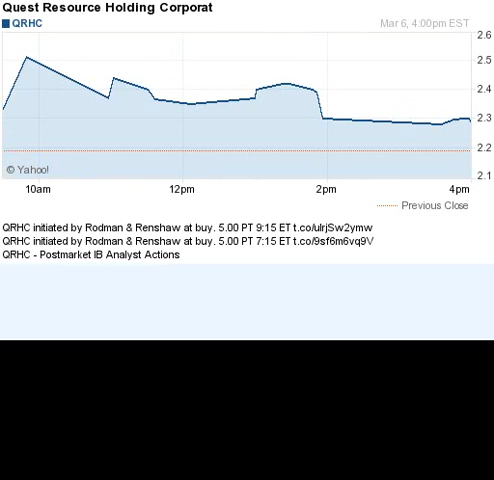 Quest Resource Holding Corporat
QRHC
Mar 6, 4:00pm EST
2.6
2.5
2.4
2.3
2.2
2.1
© Yahoo!
10am
12pm
2pm
4pm
Previous Close
QRHC initiated by Rodman & Renshaw at buy. 5.00 PT 9:15 ET t.co/ulrjSw2ymw
QRHC initiated by Rodman & Renshaw at buy. 5.00 PT 7:15 ET t.co/9sf6m6vq9V
QRHC - Postmarket IB Analyst Actions